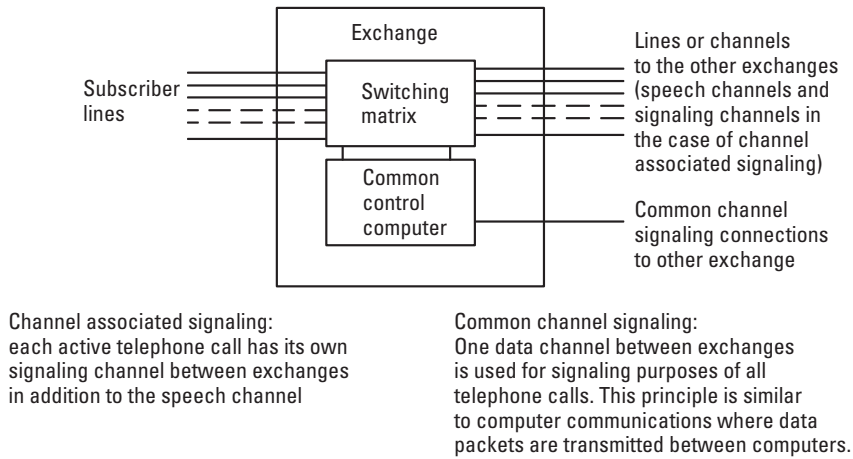 Exchange
Subscriber
lines
Switching
matrix
Lines or channels
to the other exchanges
(speech channels and
signaling channels in
the case of channel
associated signaling)
Common
control
computer
Common channel
signaling connections
to other exchange
Channel associated signaling:
each active telephone call has its own
signaling channel between exchanges
in addition to the speech channel
Common channel signaling:
One data channel between exchanges
is used for signaling purposes of all
telephone calls. This principle is similar
to computer communications where data
packets are transmitted between computers.